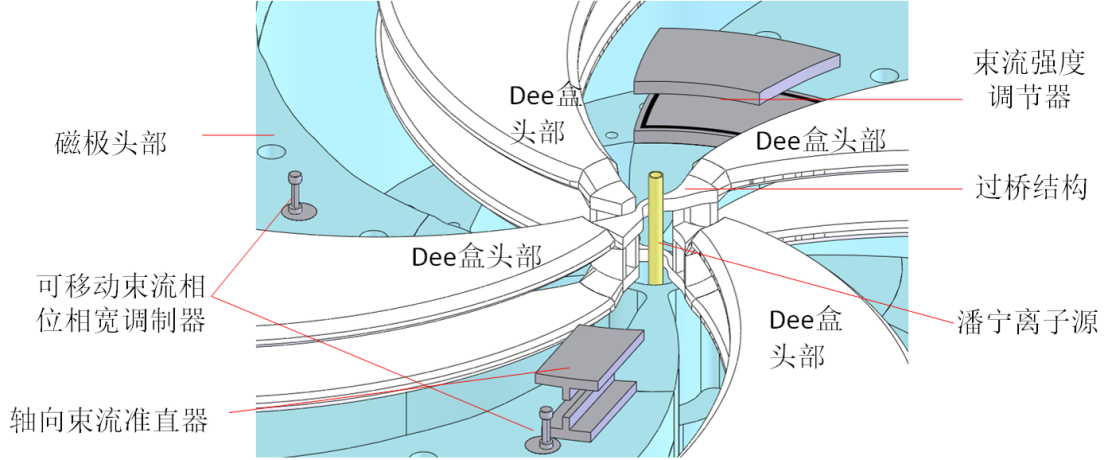 束流强度
调节器
Dee盒
头部
磁极头部
Dee盒头部
过桥结构
Dee盒头部
可移动束流相
位相宽调制器
Dee盒
头部
潘宁离子源
轴向束流准直器